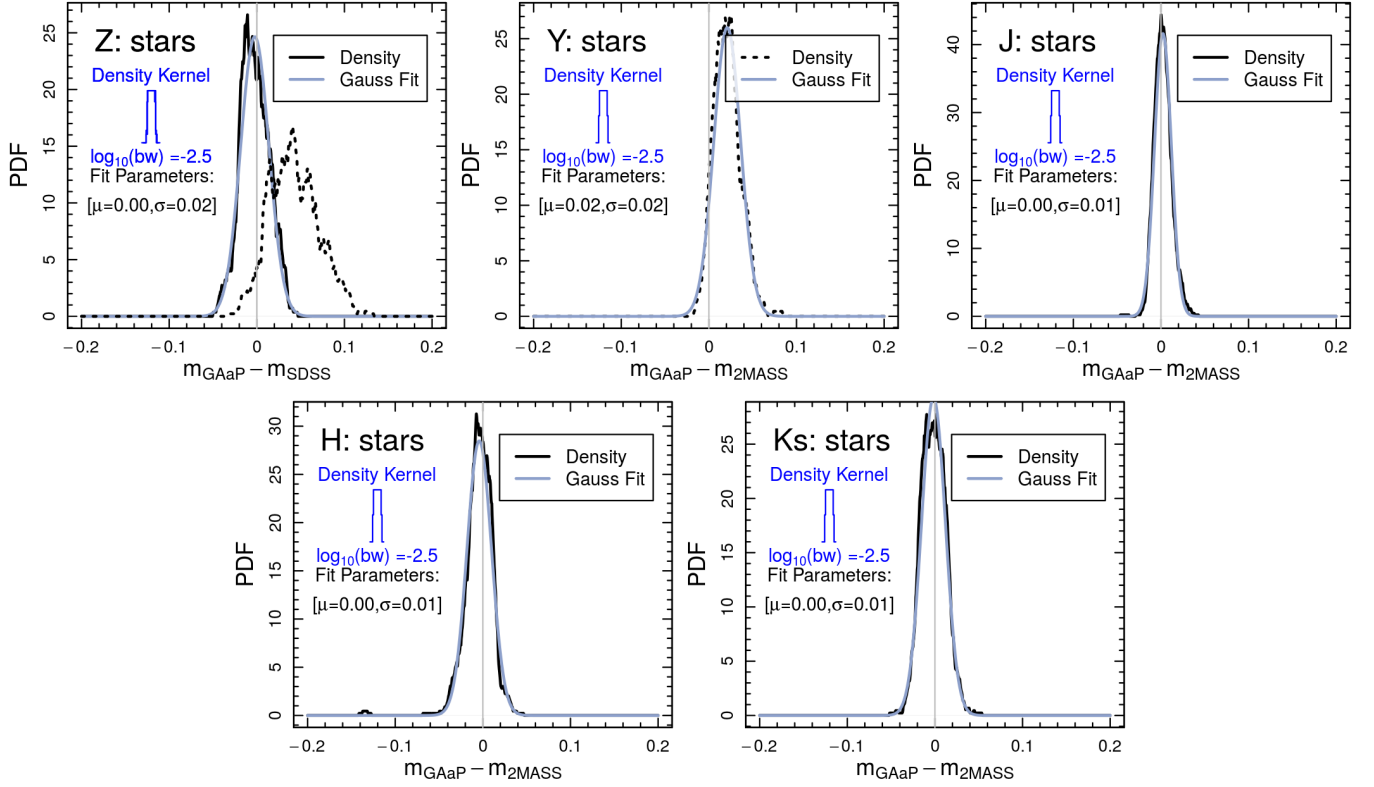 Z: stars
Density Kernel
log10(bw) =-2.5
Fit Parameters:
[μ=0.00,σ=0.02]
Density
Gauss Fit
PDF
0 5 10 15 20 25
−0.2 −0.1 0 0.1 0.2
mGAaP − mSDSS
Y: stars
Density Kernel
log10(bw) =-2.5
Fit Parameters:
[μ=0.02,σ=0.02]
Density
Gauss Fit
PDF
0 5 10 15 20 25
−0.2 −0.1 0 0.1 0.2
mGAaP − m2MASS
J: stars
Density Kernel
log10(bw) =-2.5
Fit Parameters:
[μ=0.00,σ=0.01]
Density
Gauss Fit
PDF
0 10 20 30 40
−0.2 −0.1 0 0.1 0.2
mGAaP − m2MASS
H: stars
Density Kernel
log10(bw) =-2.5
Fit Parameters:
[μ=0.00,σ=0.01]
Density
Gauss Fit
PDF
0 5 10 15 20 25 30
−0.2 −0.1 0 0.1 0.2
mGAaP − m2MASS
Ks: stars
Density Kernel
log10(bw) =-2.5
Fit Parameters:
[μ=0.00,σ=0.01]
Density
Gauss Fit
PDF
0 5 10 15 20 25
−0.2 −0.1 0 0.1 0.2
mGAaP − m2MASS